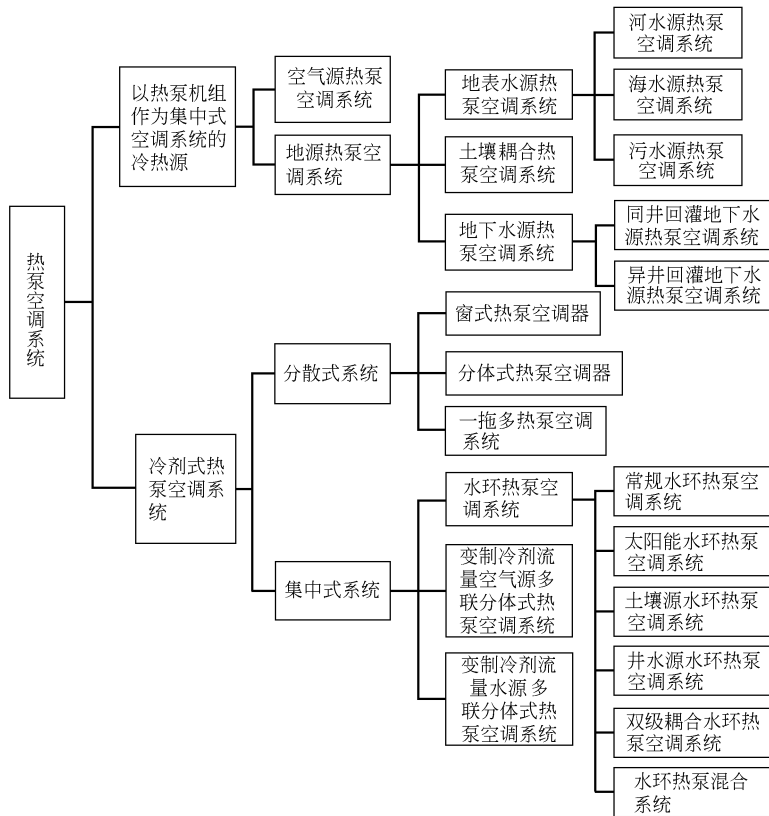 热泵空调系统
以热泵机组
作为集中式
空调系统的
冷热源
空气源热泵
空调系统
地源热泵空
调系统
地表水源热
泵空调系统
河水源热泵
空调系统
海水源热泵
空调系统
污水源热泵
空调系统
土壤耦合热
泵空调系统
地下水源热
泵空调系统
同井回灌地下水
源热泵空调系统
异井回灌地下水
源热泵空调系统
冷剂式热
泵空调系
统
分散式系统
窗式热泵空调器
分体式热泵空调器
一拖多热泵空调
系统
集中式系统
水环热泵空
调系统
常规水环热泵空
调系统
太阳能水环热泵
空调系统
土壤源水环热泵
空调系统
井水源水环热泵
空调系统
双级耦合水环热
泵空调系统
水环热泵混合
系统
变制冷剂流
量空气源多
联分体式热
泵空调系统
变制冷剂流
量水源多
联分体式热
泵空调系统